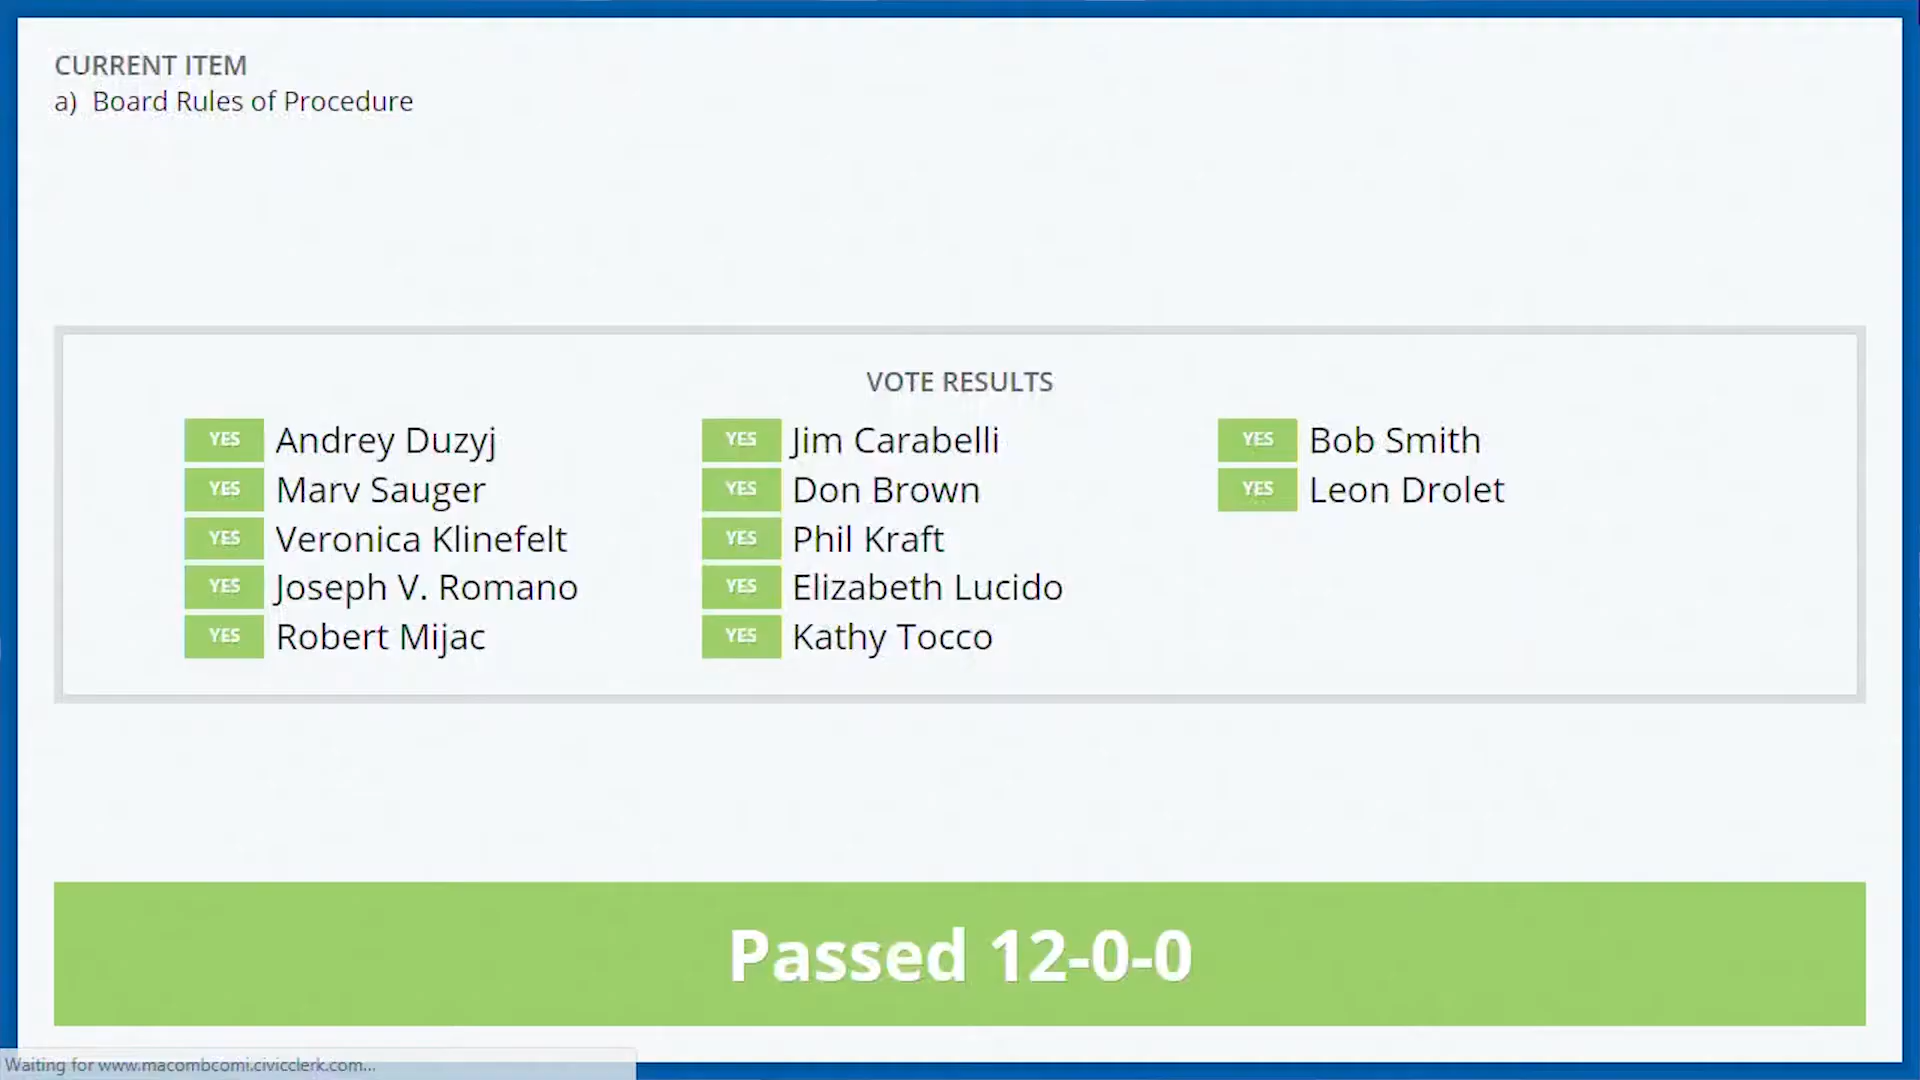 CURRENT ITEM
a) Board Rules of Procedure
VOTE RESULTS
YES Andrey Duzyj
YES Marv Sauger
YES Veronica Klinefelt
YES Joseph V. Romano
YES Robert Mijac
YES Jim Carabelli
YES Don Brown
YES Phil Kraft
YES Elizabeth Lucido
YES Kathy Tocco
YES Bob Smith
YES Leon Drolet
Passed 12-0-0
Waiting for www.macombcomi.civicclerk.com...